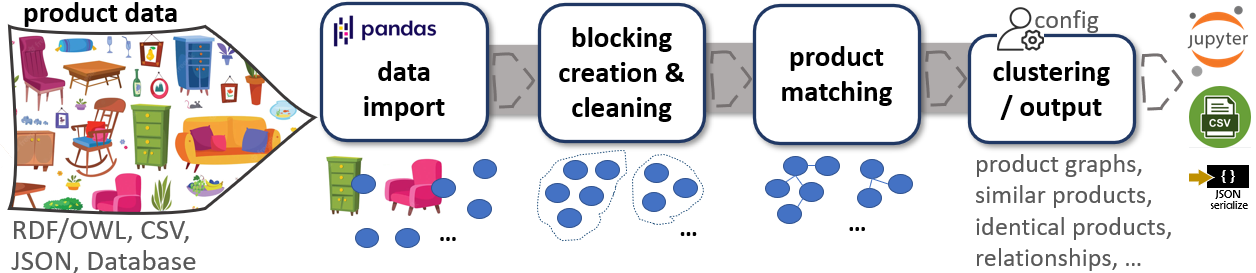 product data
RDF/OWL, CSV,
JSON, Database
pandas
data
import
...
blocking
creation &
cleaning
...
product
matching
...
config
clustering
/ output
product graphs,
similar products,
identical products,
relationships, ...
jupyter
CSV
{}
JSON
serialize